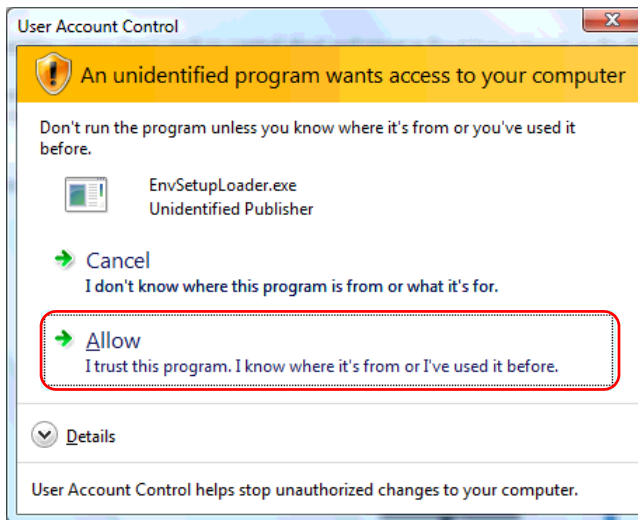 User Account Control
An unidentified program wants access to your computer
Don't run the program unless you know where it's from or you've used it
before.
EnvSetupLoader.exe
Unidentified Publisher
Cancel
I don't know where this program is from or what it's for.
Allow
I trust this program. I know where it's from or I've used it before.
Details
User Account Control helps stop unauthorized changes to your computer.